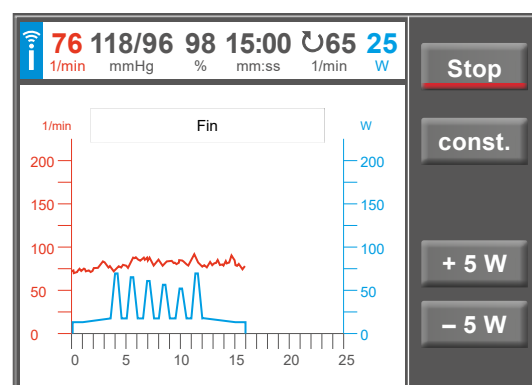 76 118/96 98 15:00 ↻65 25
1/min mmHg % mm:ss 1/min W
Stop
1/min Fin W
const.
200 200
150 150
100 100
+ 5 W
50 50
– 5 W
0 0
0 5 10 15 20 25